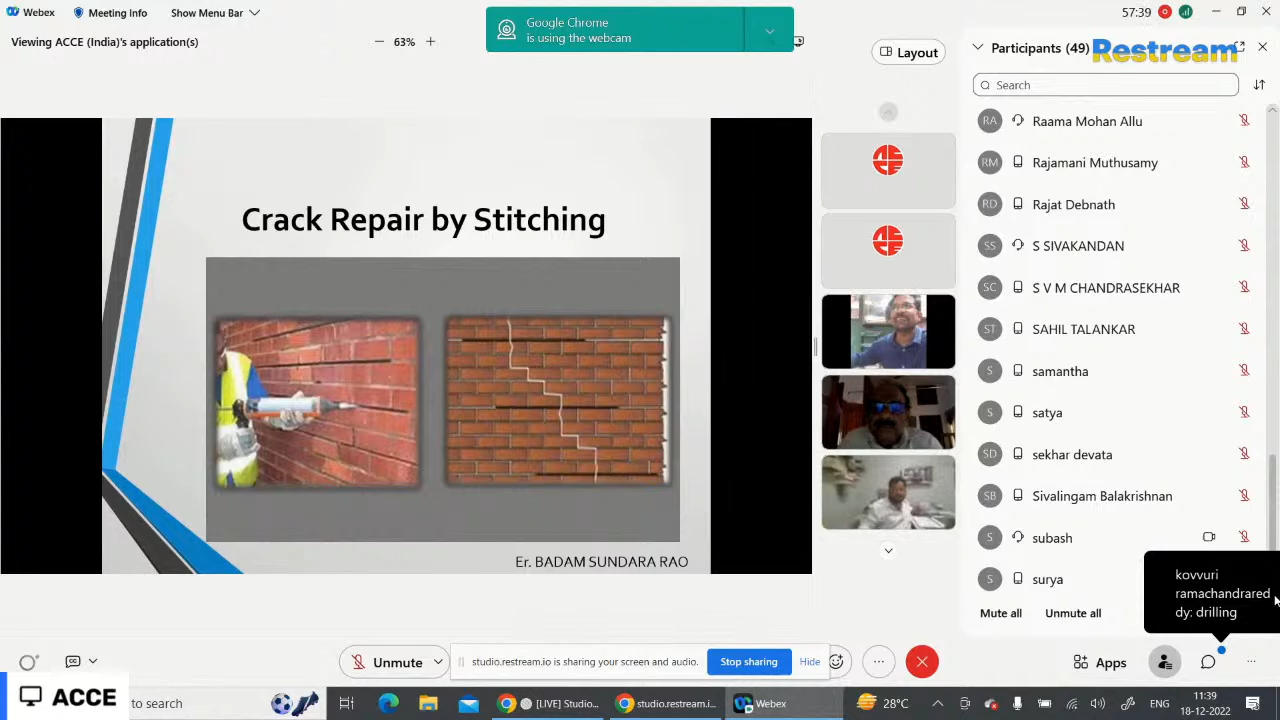 Webex
Meeting Info
Show Menu Bar
Google Chrome
is using the webcam
57:39
Viewing ACCE (India)'s application(s)
63%
Layout
Participants (49)
Restream
Search
Crack Repair by Stitching
Er. BADAM SUNDARA RAO
RA Raama Mohan Allu
RM Rajamani Muthusamy
RD Rajat Debnath
SS S SIVAKANDAN
SC S V M CHANDRASEKHAR
ST SAHIL TALANKAR
S samantha
S satya
SD sekhar devata
SB Sivalingam Balakrishnan
S subash
S surya
kovvuri
ramachandrared
dy: drilling
Mute all
Unmute all
CC
Unmute
studio.restream.io is sharing your screen and audio.
Stop sharing
Hide
Apps
ACCE
to search
[LIVE] Studio...
studio.restream.i...
Webex
28°C
ENG
11:39
18-12-2022